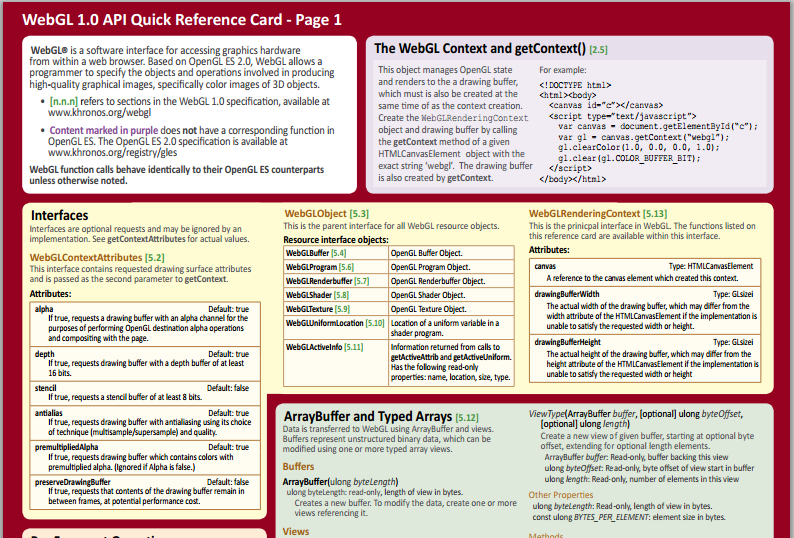 WebGL 1.0 API Quick Reference Card - Page 1
WebGL® is a software interface for accessing graphics hardware
from within a web browser. Based on OpenGL ES 2.0, WebGL allows a
programmer to specify the objects and operations involved in producing
high-quality graphical images, specifically color images of 3D objects.
• [n.n.n] refers to sections in the WebGL 1.0 specification, available at
www.khronos.org/webgl
• Content marked in purple does not have a corresponding function in
OpenGL ES. The OpenGL ES 2.0 specification is available at
www.khronos.org/registry/gles
WebGL function calls behave identically to their OpenGL ES counterparts
unless otherwise noted.
The WebGL Context and getContext() [2.5]
This object manages OpenGL state
and renders to the a drawing buffer,
which must is also be created at the
same time of as the context creation.
Create the WebGLRenderingContext
object and drawing buffer by calling
the getContext method of a given
HTMLCanvasElement object with the
exact string 'webgl'. The drawing buffer
is also created by getContext.
For example:
<!DOCTYPE html>
<html><body>
<canvas id="c"></canvas>
<script type="text/javascript">
var canvas = document.getElementById("c");
var gl = canvas.getContext("webgl");
gl.clearColor(1.0, 0.0, 0.0, 1.0);
gl.clear(gl.COLOR_BUFFER_BIT);
</script>
</body></html>
Interfaces
Interfaces are optional requests and may be ignored by an
implementation. See getContextAttributes for actual values.
WebGLContextAttributes [5.2]
This interface contains requested drawing surface attributes
and is passed as the second parameter to getContext.
Attributes:
alpha Default: true
If true, requests a drawing buffer with an alpha channel for the
purposes of performing OpenGL destination alpha operations
and compositing with the page.
depth Default: true
If true, requests drawing buffer with a depth buffer of at least
16 bits.
stencil Default: false
If true, requests a stencil buffer of at least 8 bits.
antialias Default: true
If true, requests drawing buffer with antialiasing using its choice
of technique (multisample/supersample) and quality.
premultipliedAlpha Default: true
If true, requests drawing buffer which contains colors with
premultiplied alpha. (Ignored if Alpha is false.)
preserveDrawingBuffer Default: false
If true, requests that contents of the drawing buffer remain in
between frames, at potential performance cost.
WebGLObject [5.3]
This is the parent interface for all WebGL resource objects.
Resource interface objects:
WebGLBuffer [5.4] OpenGL Buffer Object.
WebGLProgram [5.6] OpenGL Program Object.
WebGLRenderbuffer [5.7] OpenGL Renderbuffer Object.
WebGLShader [5.8] OpenGL Shader Object.
WebGLTexture [5.9] OpenGL Texture Object.
WebGLUniformLocation [5.10] Location of a uniform variable in a
shader program.
WebGLActiveInfo [5.11] Information returned from calls to
getActiveAttrib and getActiveUniform.
Has the following read-only
properties: name, location, size, type.
WebGLRenderingContext [5.13]
This is the prinicpal interface in WebGL. The functions listed on
this reference card are available within this interface.
Attributes:
canvas Type: HTMLCanvasElement
A reference to the canvas element which created this context.
drawingBufferWidth Type: GLsizei
The actual width of the drawing buffer, which may differ from the
width attribute of the HTMLCanvasElement if the implementation is
unable to satisfy the requested width or height.
drawingBufferHeight Type: GLsizei
The actual height of the drawing buffer, which may differ from the
height attribute of the HTMLCanvasElement if the implementation is
unable to satisfy the requested width or height
ArrayBuffer and Typed Arrays [5.12]
Data is transferred to WebGL using ArrayBuffer and views.
Buffers represent unstructured binary data, which can be
modified using one or more typed array views.
Buffers
ArrayBuffer(ulong byteLength)
ulong byteLength: read-only, length of view in bytes.
Creates a new buffer. To modify the data, create one or more
views referencing it.
Views
ViewType(ArrayBuffer buffer, [optional] ulong byteOffset,
[optional] ulong length)
Create a new view of given buffer, starting at optional byte
offset, extending for optional length elements.
ArrayBuffer buffer: Read-only, buffer backing this view
ulong byteOffset: Read-only, byte offset of view start in buffer
ulong length: Read-only, number of elements in this view
Other Properties
ulong byteLength: Read-only, length of view in bytes.
const ulong BYTES_PER_ELEMENT: element size in bytes.
Methods